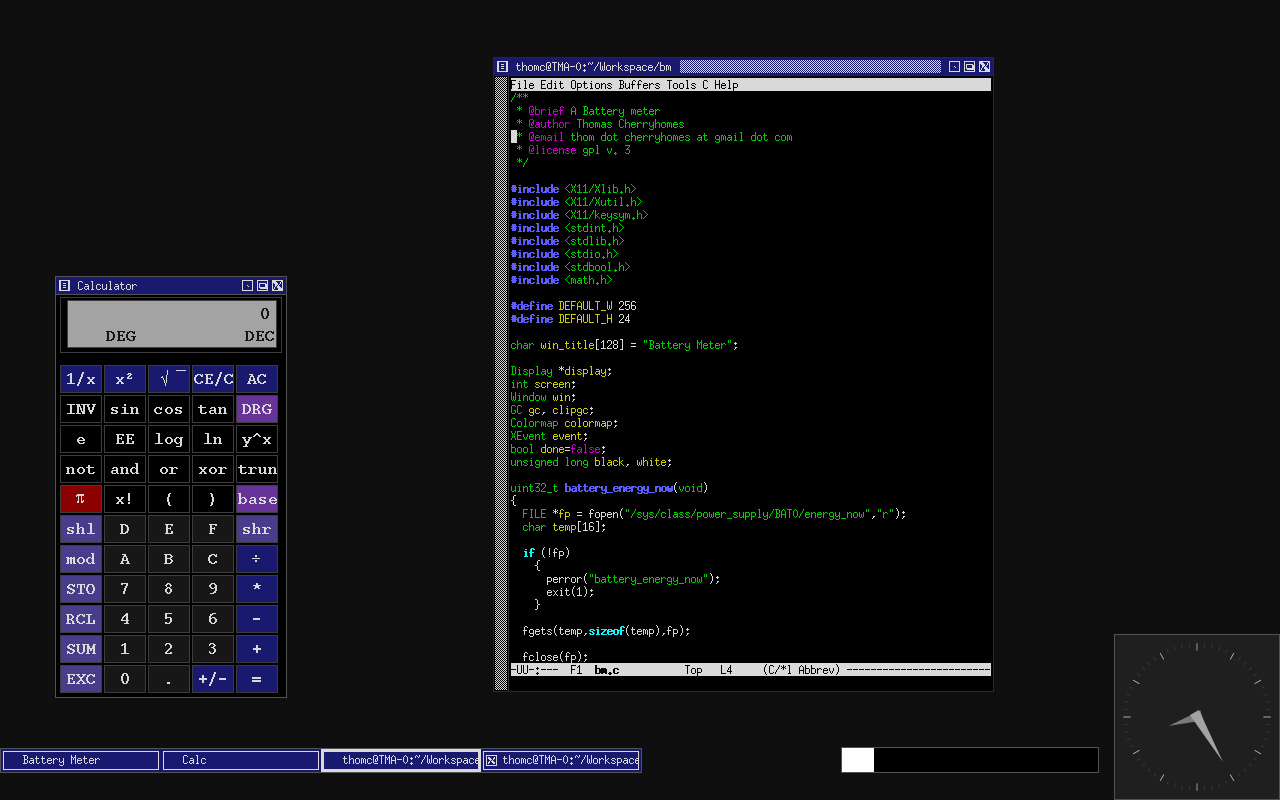 thomc@TMA-0:~/Workspace/bm
File Edit Options Buffers Tools C Help
/**
 * @brief A Battery meter
 * @author Thomas Cherryhomes
 * @email thom dot cherryhomes at gmail dot com
 * @license gpl v. 3
 */
#include <X11/Xlib.h>
#include <X11/Xutil.h>
#include <X11/keysym.h>
#include <stdint.h>
#include <stdlib.h>
#include <stdio.h>
#include <stdbool.h>
#include <math.h>
#define DEFAULT_W 256
#define DEFAULT_H 24
char win_title[128] = "Battery Meter";
Display *display;
int screen;
Window win;
GC gc, clipgc;
Colormap colormap;
XEvent event;
bool done=false;
unsigned long black, white;
uint32_t battery_energy_now(void)
{
  FILE *fp = fopen("/sys/class/power_supply/BAT0/energy_now","r");
  char temp[16];
  if (!fp)
    {
      perror("battery_energy_now");
      exit(1);
    }
  fgets(temp,sizeof(temp),fp);
  fclose(fp);
-UU-:---  F1  bm.c           Top   L4     (C/*l Abbrev) ------------------------
Calculator
0
DEG DEC
1/x x² √‾ CE/C AC
INV sin cos tan DRG
e EE log ln y^x
not and or xor trun
π x! ( ) base
shl D E F shr
mod A B C ÷
STO 7 8 9 *
RCL 4 5 6 -
SUM 1 2 3 +
EXC 0 . +/- =
Battery Meter
Calc
thomc@TMA-0:~/Workspace
thomc@TMA-0:~/Workspace